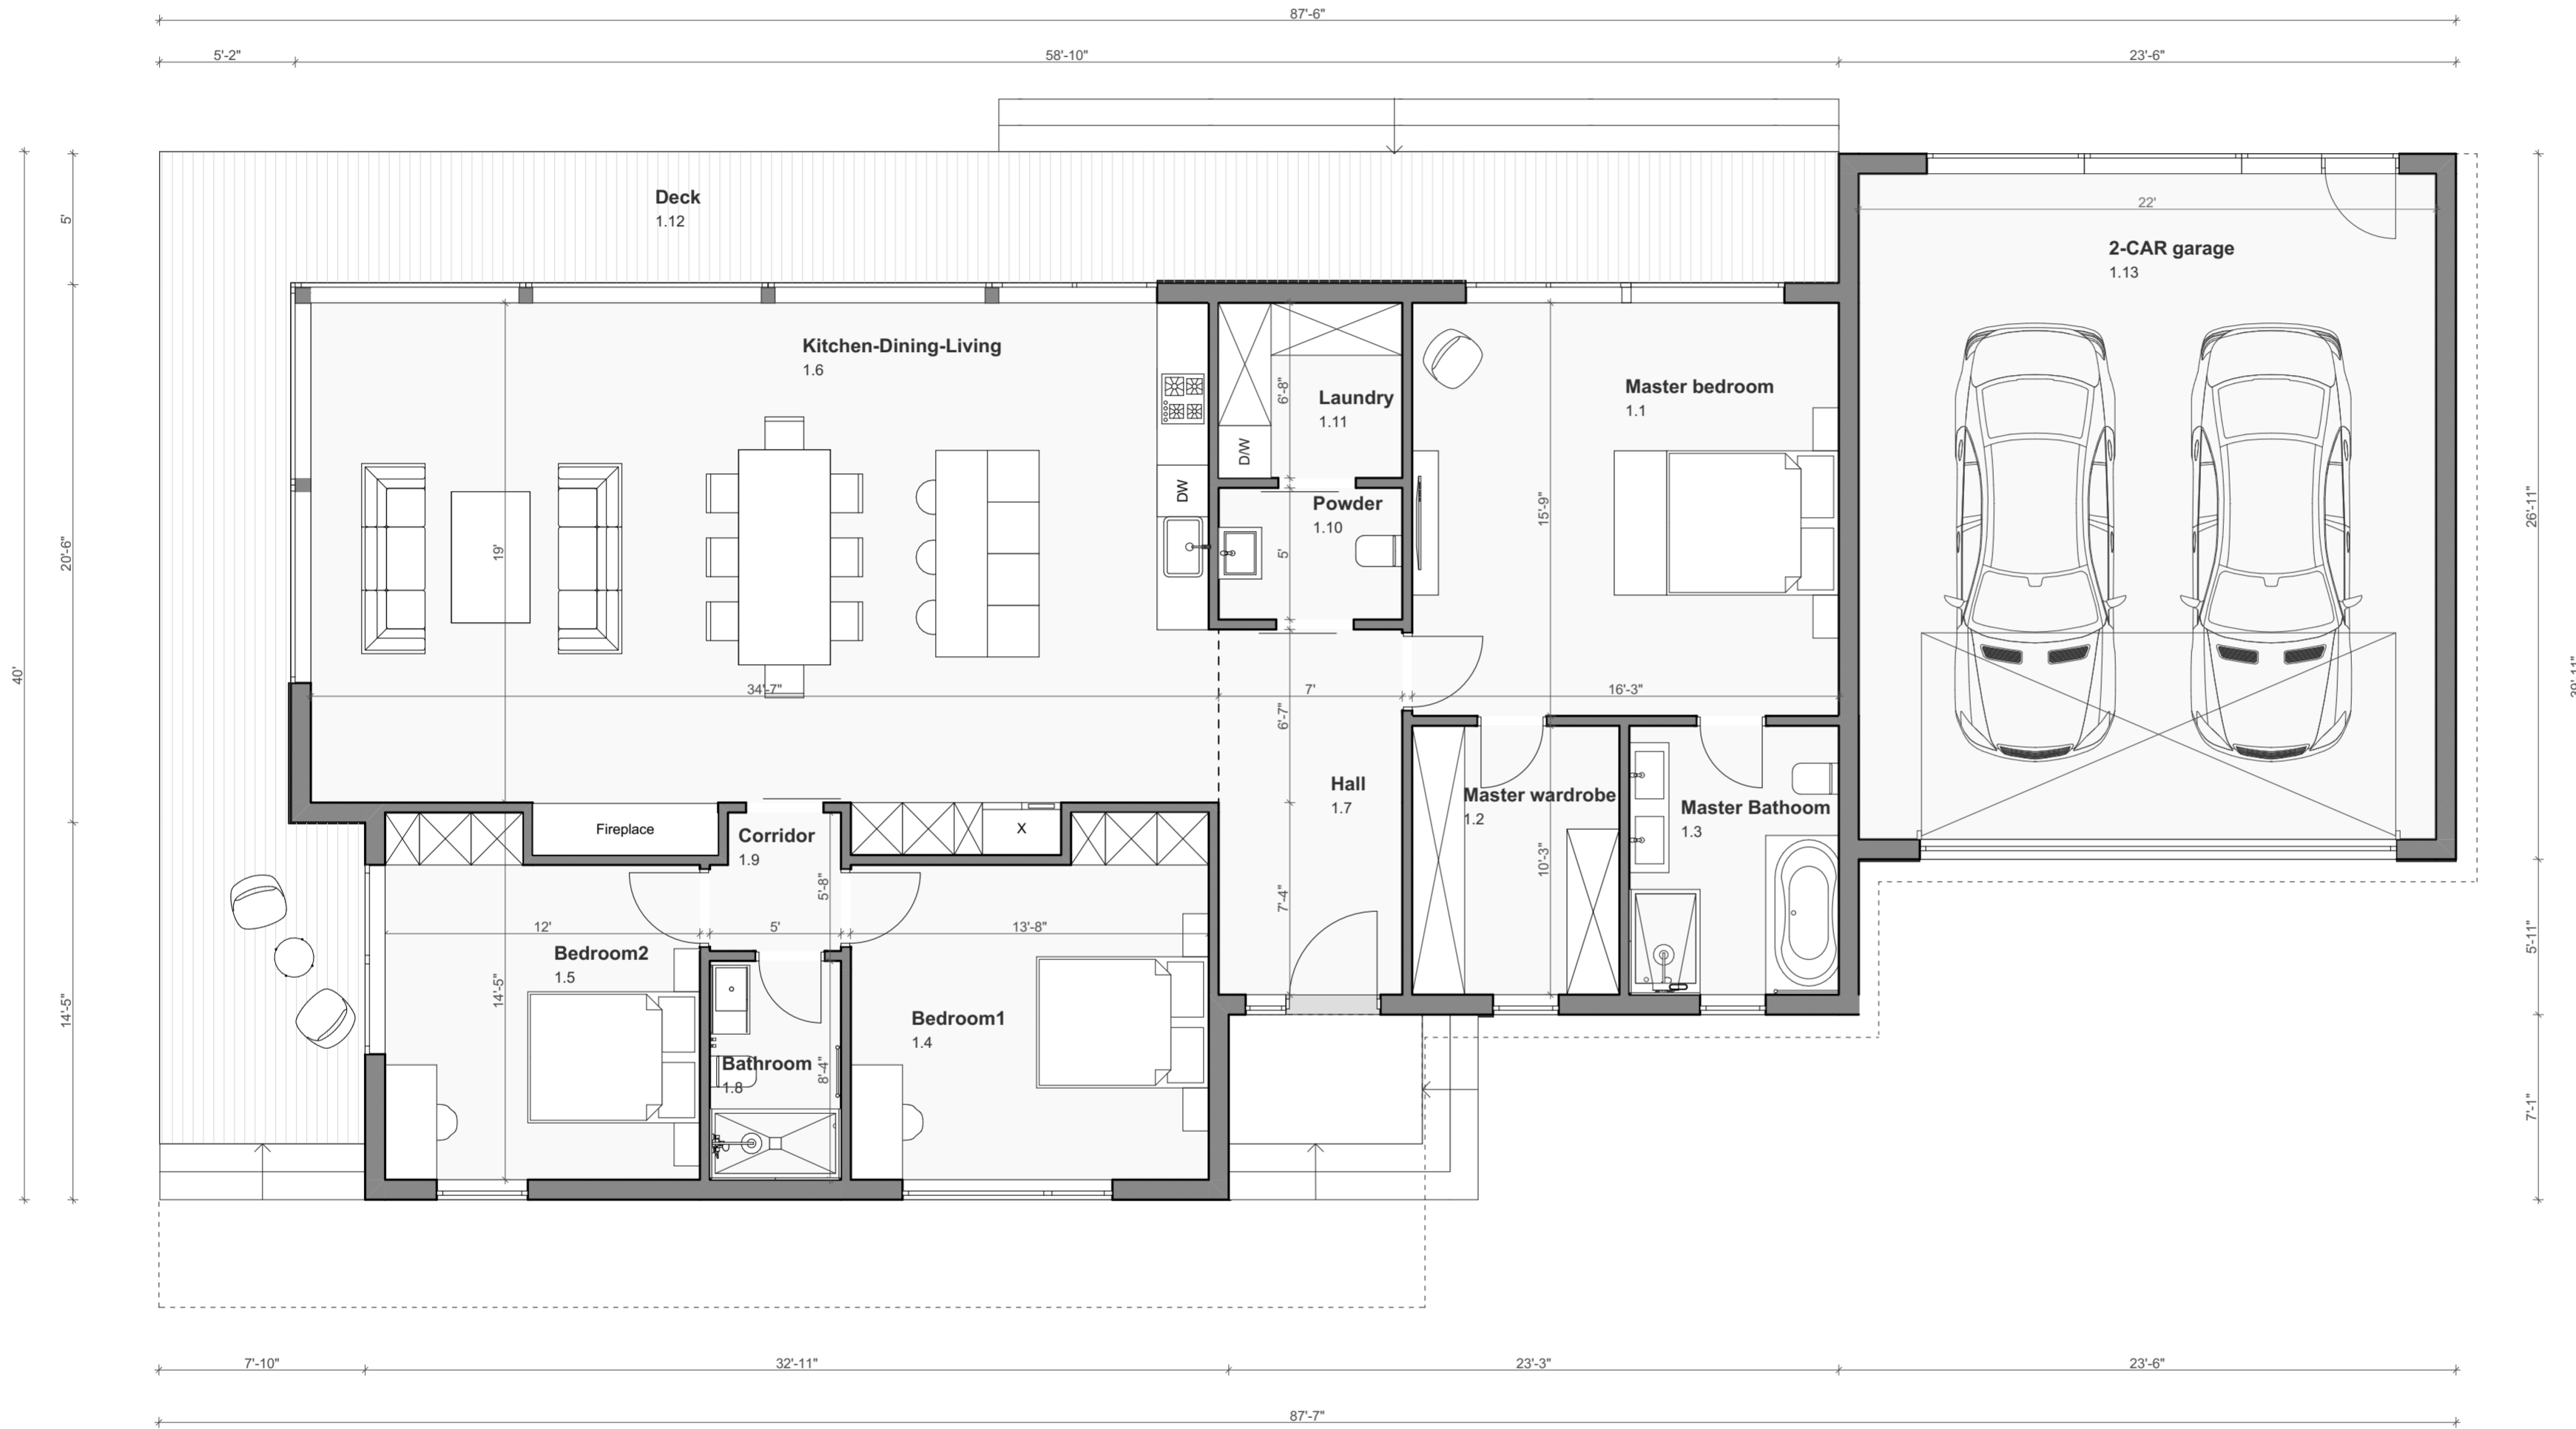 87'-6"
5'-2"
58'-10"
23'-6"
Deck
1.12
22'
2-CAR garage
1.13
5'
Kitchen-Dining-Living
1.6
Laundry
1.11
6'-8"
D/W
Master bedroom
1.1
DW
Powder
1.10
5'
15'-9"
19'
20'-6"
26'-11"
40'
39'-11"
34'-7"
7'
16'-3"
6'-7"
Hall
1.7
Master wardrobe
1.2
Master Bathoom
1.3
Fireplace
X
Corridor
1.9
10'-3"
5'-8"
7'-4"
12'
5'
13'-8"
5'-11"
Bedroom2
1.5
14'-5"
14'-5"
Bedroom1
1.4
Bathroom
1.8
8'-4"
7'-1"
7'-10"
32'-11"
23'-3"
23'-6"
87'-7"